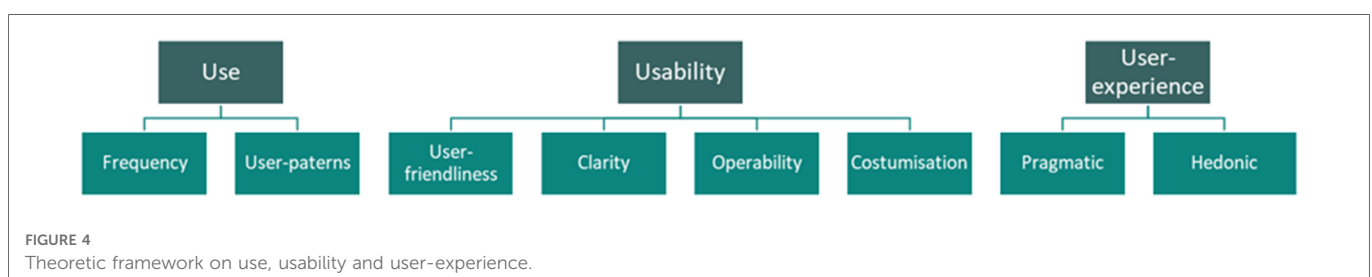 Use
Usability
User-
experience
Frequency
User-paterns
User-
friendliness
Clarity
Operability
Costumisation
Pragmatic
Hedonic
FIGURE 4
Theoretic framework on use, usability and user-experience.